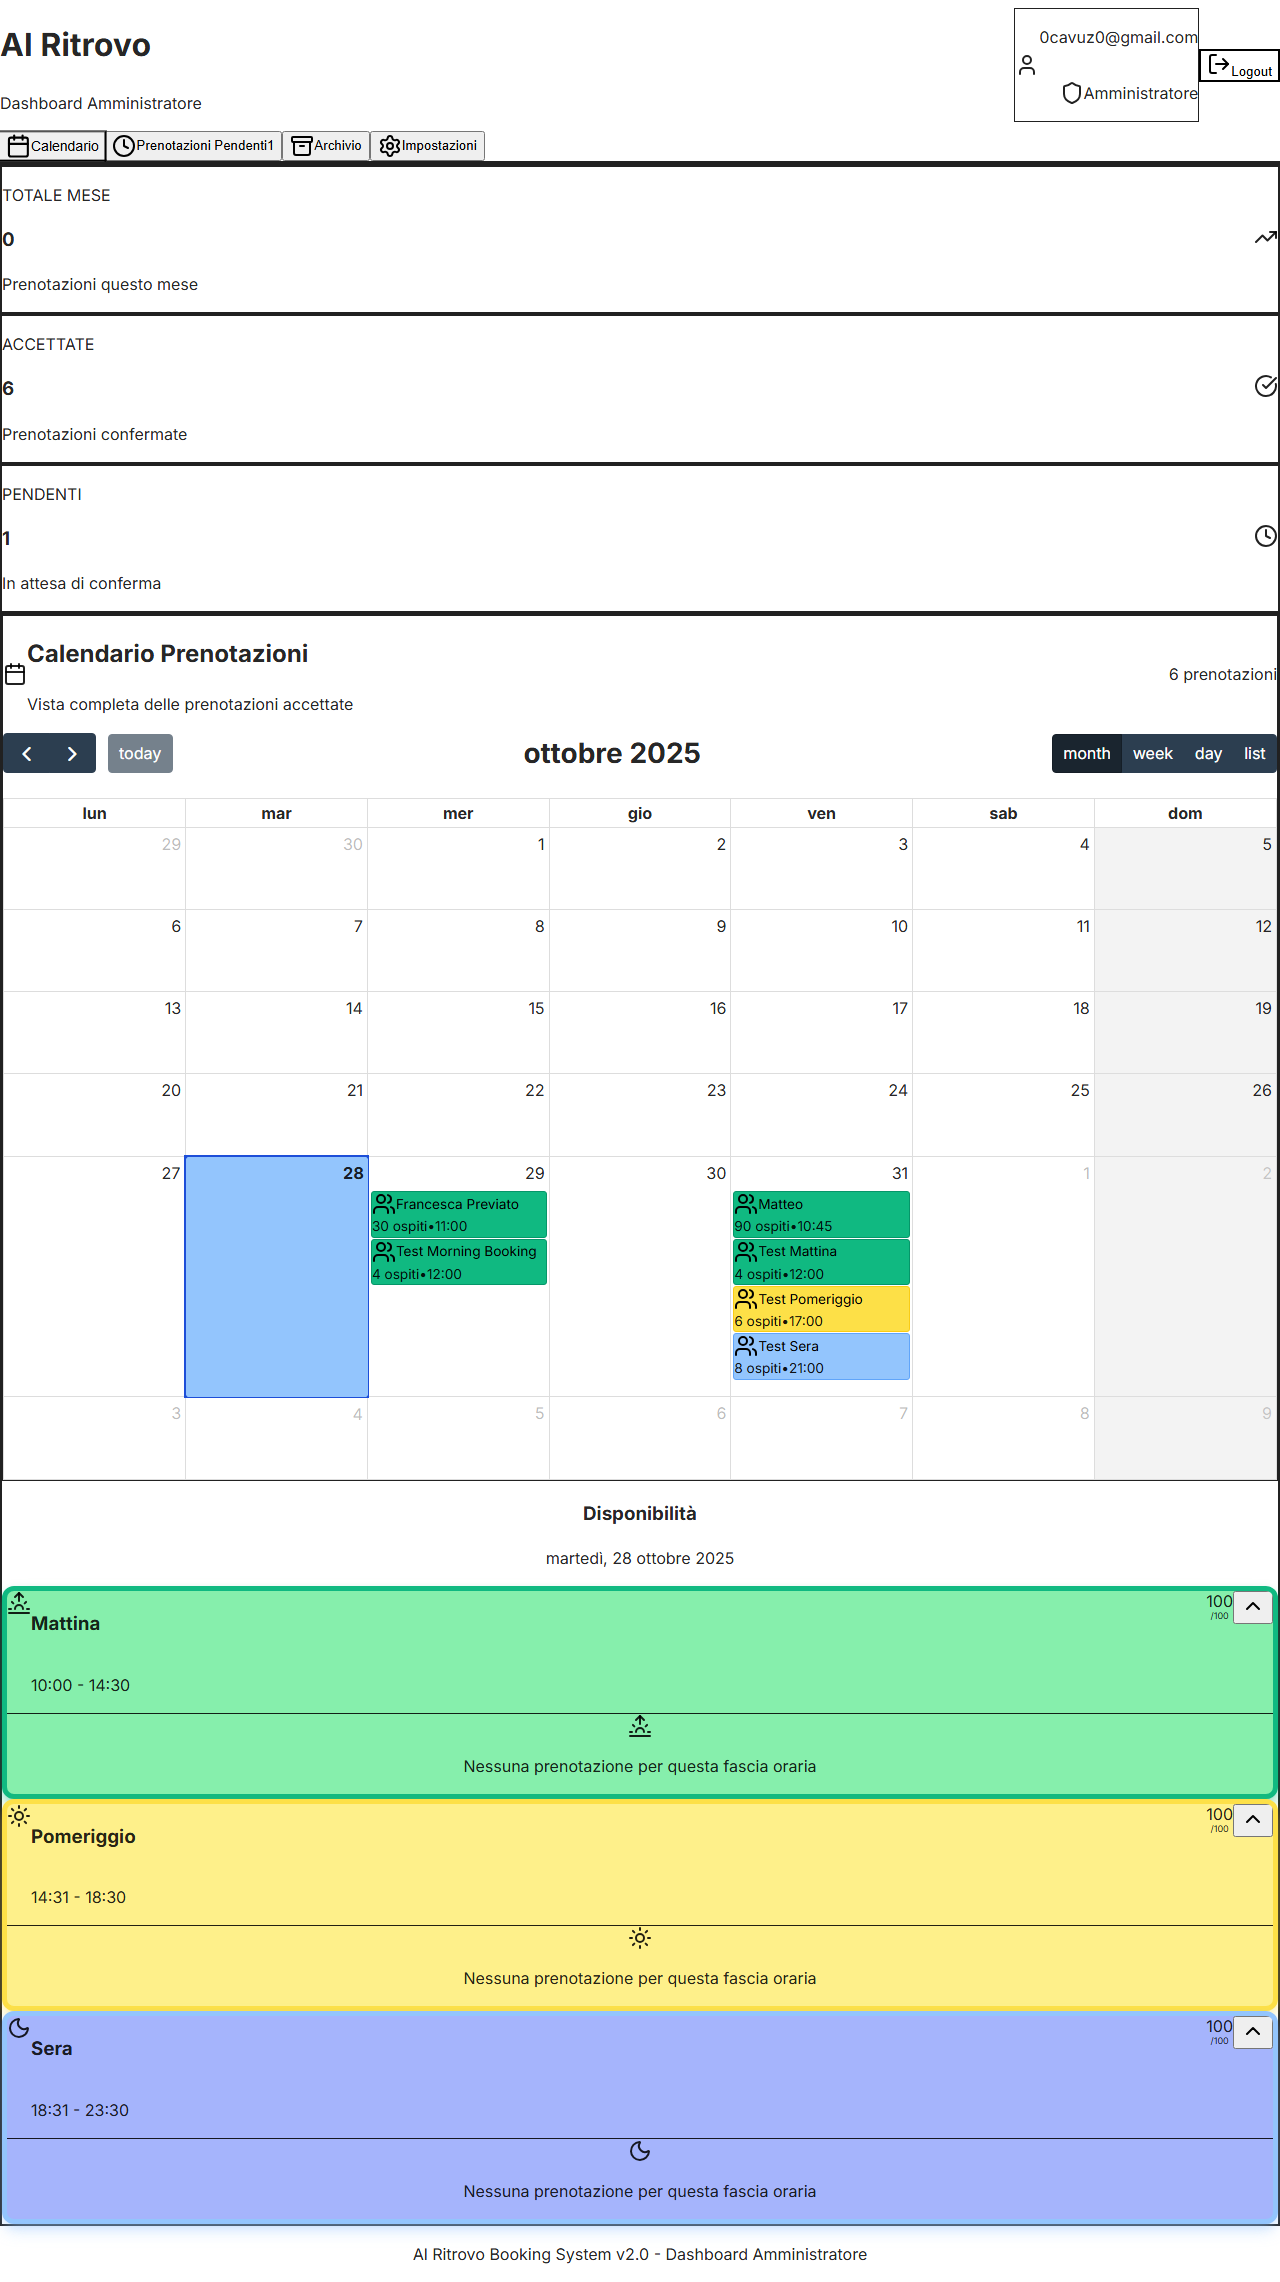 Al Ritrovo
Dashboard Amministratore
0cavuz0@gmail.com
Amministratore
Logout
Calendario
Prenotazioni Pendenti1
Archivio
Impostazioni
TOTALE MESE
0
Prenotazioni questo mese
ACCETTATE
6
Prenotazioni confermate
PENDENTI
1
In attesa di conferma
Calendario Prenotazioni
Vista completa delle prenotazioni accettate
6 prenotazioni
today
ottobre 2025
month week day list
lun mar mer gio ven sab dom
29 30 1 2 3 4 5
6 7 8 9 10 11 12
13 14 15 16 17 18 19
20 21 22 23 24 25 26
27 28 29 30 31 1 2
Francesca Previato
30 ospiti•11:00
Test Morning Booking
4 ospiti•12:00
Matteo
90 ospiti•10:45
Test Mattina
4 ospiti•12:00
Test Pomeriggio
6 ospiti•17:00
Test Sera
8 ospiti•21:00
3 4 5 6 7 8 9
Disponibilità
martedì, 28 ottobre 2025
Mattina
100
/100
10:00 - 14:30
Nessuna prenotazione per questa fascia oraria
Pomeriggio
100
/100
14:31 - 18:30
Nessuna prenotazione per questa fascia oraria
Sera
100
/100
18:31 - 23:30
Nessuna prenotazione per questa fascia oraria
Al Ritrovo Booking System v2.0 - Dashboard Amministratore